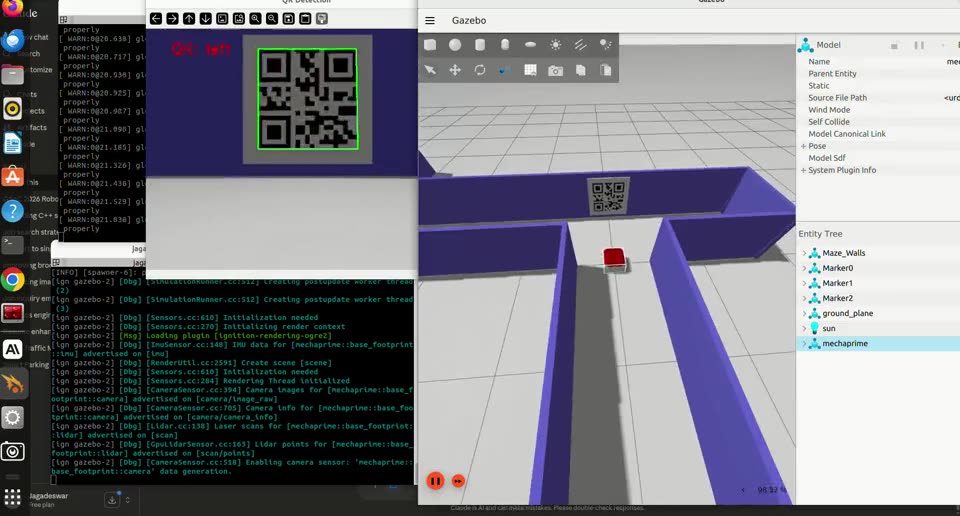 QR Detection
Gazebo
QR: left
properly
[ WARN:0@20.638] gl
properly
[ WARN:0@20.717] gl
properly
[ WARN:0@20.930] gl
properly
[ WARN:0@20.925] gl
properly
[ WARN:0@20.987] gl
properly
[ WARN:0@21.098] gl
properly
[ WARN:0@21.185] gl
properly
[ WARN:0@21.326] gl
properly
[ WARN:0@21.438] gl
properly
[ WARN:0@21.529] gl
properly
[ WARN:0@21.638] gl
properly
[INFO] [spawner-6]: p
[ign gazebo-2] [Dbg] [SimulationRunner.cc:512] Creating postupdate worker thread
(2)
[ign gazebo-2] [Dbg] [SimulationRunner.cc:512] Creating postupdate worker thread
(3)
[ign gazebo-2] [Dbg] [Sensors.cc:610] Initialization needed
[ign gazebo-2] [Dbg] [Sensors.cc:270] Initializing render context
[ign gazebo-2] [Msg] Loading plugin [ignition-rendering-ogre2]
[ign gazebo-2] [Dbg] [ImuSensor.cc:148] IMU data for [mechaprime::base_footprint
::imu] advertised on [imu]
[ign gazebo-2] [Dbg] [RenderUtil.cc:2591] Create scene [scene]
[ign gazebo-2] [Dbg] [Sensors.cc:610] Initialization needed
[ign gazebo-2] [Dbg] [Sensors.cc:284] Rendering Thread initialized
[ign gazebo-2] [Dbg] [CameraSensor.cc:394] Camera images for [mechaprime::base_f
ootprint::camera] advertised on [camera/image_raw]
[ign gazebo-2] [Dbg] [CameraSensor.cc:705] Camera info for [mechaprime::base_foo
tprint::camera] advertised on [camera/camera_info]
[ign gazebo-2] [Dbg] [Lidar.cc:138] Laser scans for [mechaprime::base_footprint:
:lidar] advertised on [scan]
[ign gazebo-2] [Dbg] [GpuLidarSensor.cc:163] Lidar points for [mechaprime::base_
footprint::lidar] advertised on [scan/points]
[ign gazebo-2] [Dbg] [CameraSensor.cc:518] Enabling camera sensor: 'mechaprime::
base_footprint::camera' data generation.
Jagadeswar
Free plan
Model
Name
Parent Entity
Static
Source File Path
<urd
Wind Mode
Self Collide
Model Canonical Link
Pose
Model Sdf
System Plugin Info
Entity Tree
Maze_Walls
Marker0
Marker1
Marker2
ground_plane
sun
mechaprime
Claude is AI and can make mistakes. Please double-check responses.